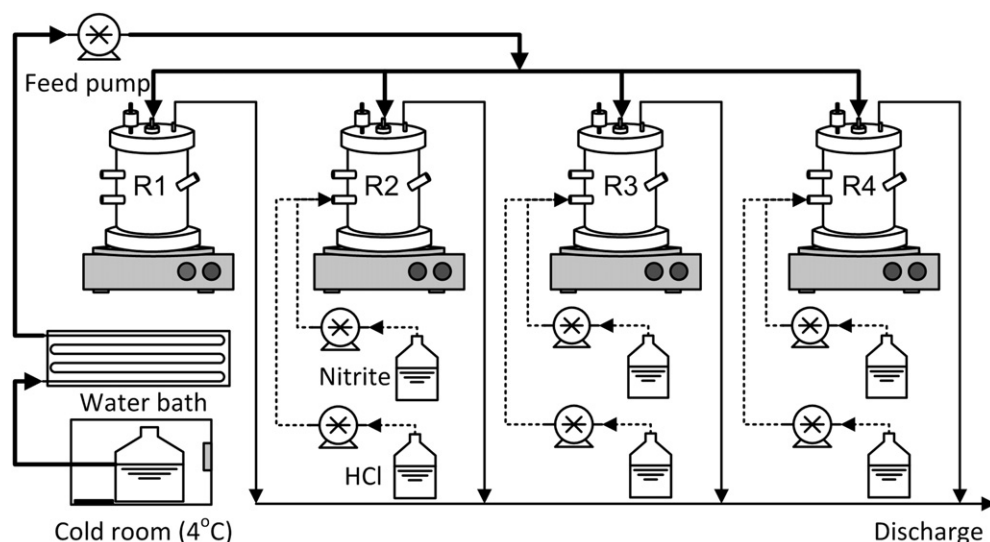 Feed pump
R1
R2
R3
R4
Nitrite
Water bath
HCl
Cold room (4°C)
Discharge